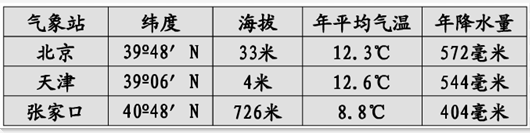 气象站 纬度 海拔 年平均气温 年降水量
北京 39º48′ N 33米 12.3℃ 572毫米
天津 39º06′ N 4米 12.6℃ 544毫米
张家口 40º48′ N 726米 8.8℃ 404毫米